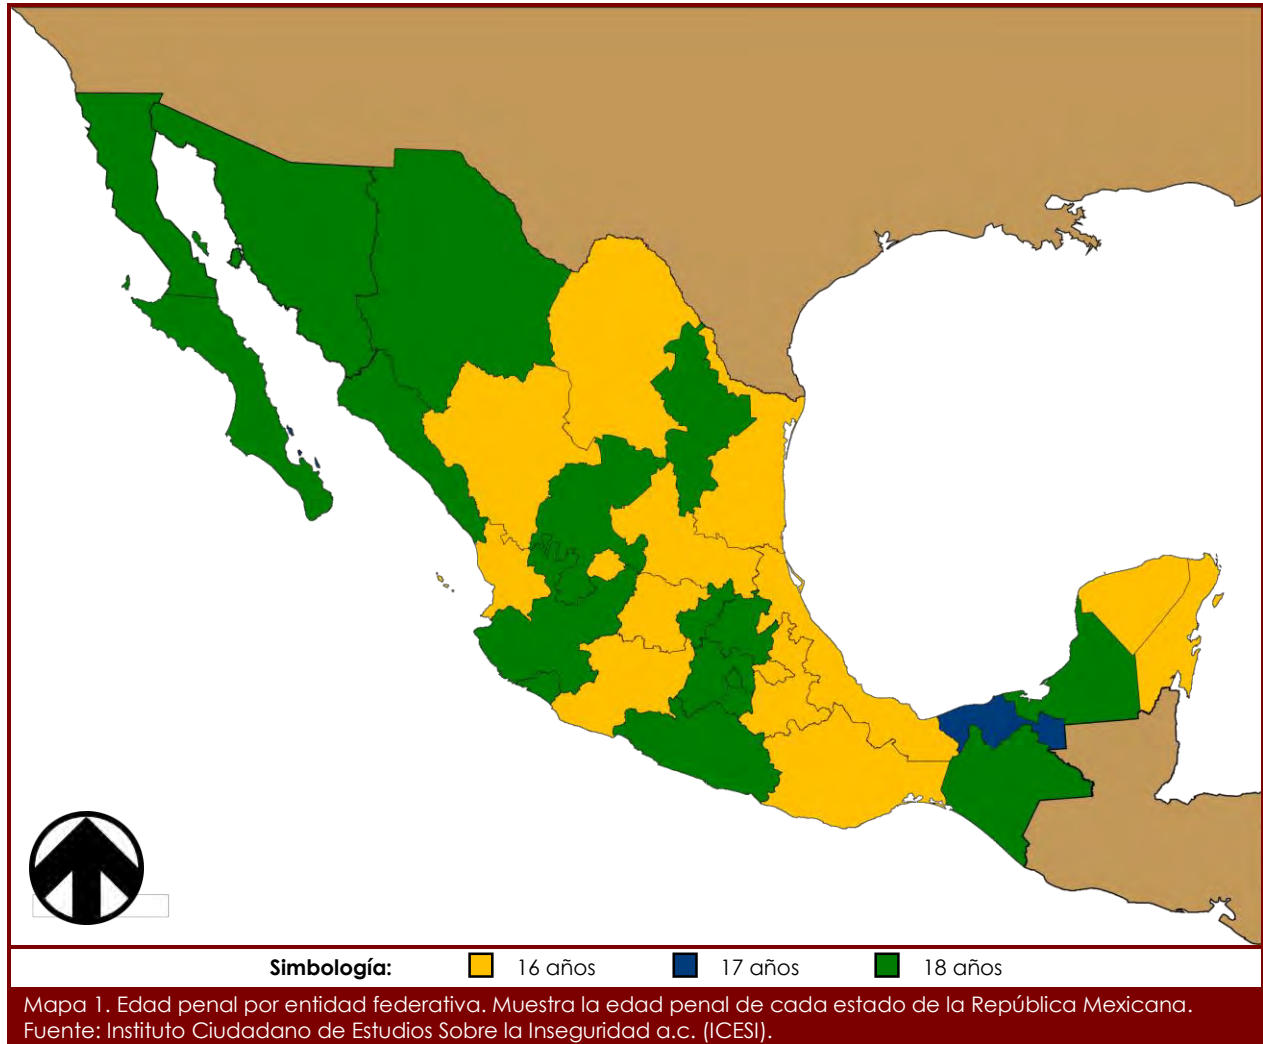 Simbología: 16 años 17 años 18 años
Mapa 1. Edad penal por entidad federativa. Muestra la edad penal de cada estado de la República Mexicana.
Fuente: Instituto Ciudadano de Estudios Sobre la Inseguridad a.c. (ICESI).